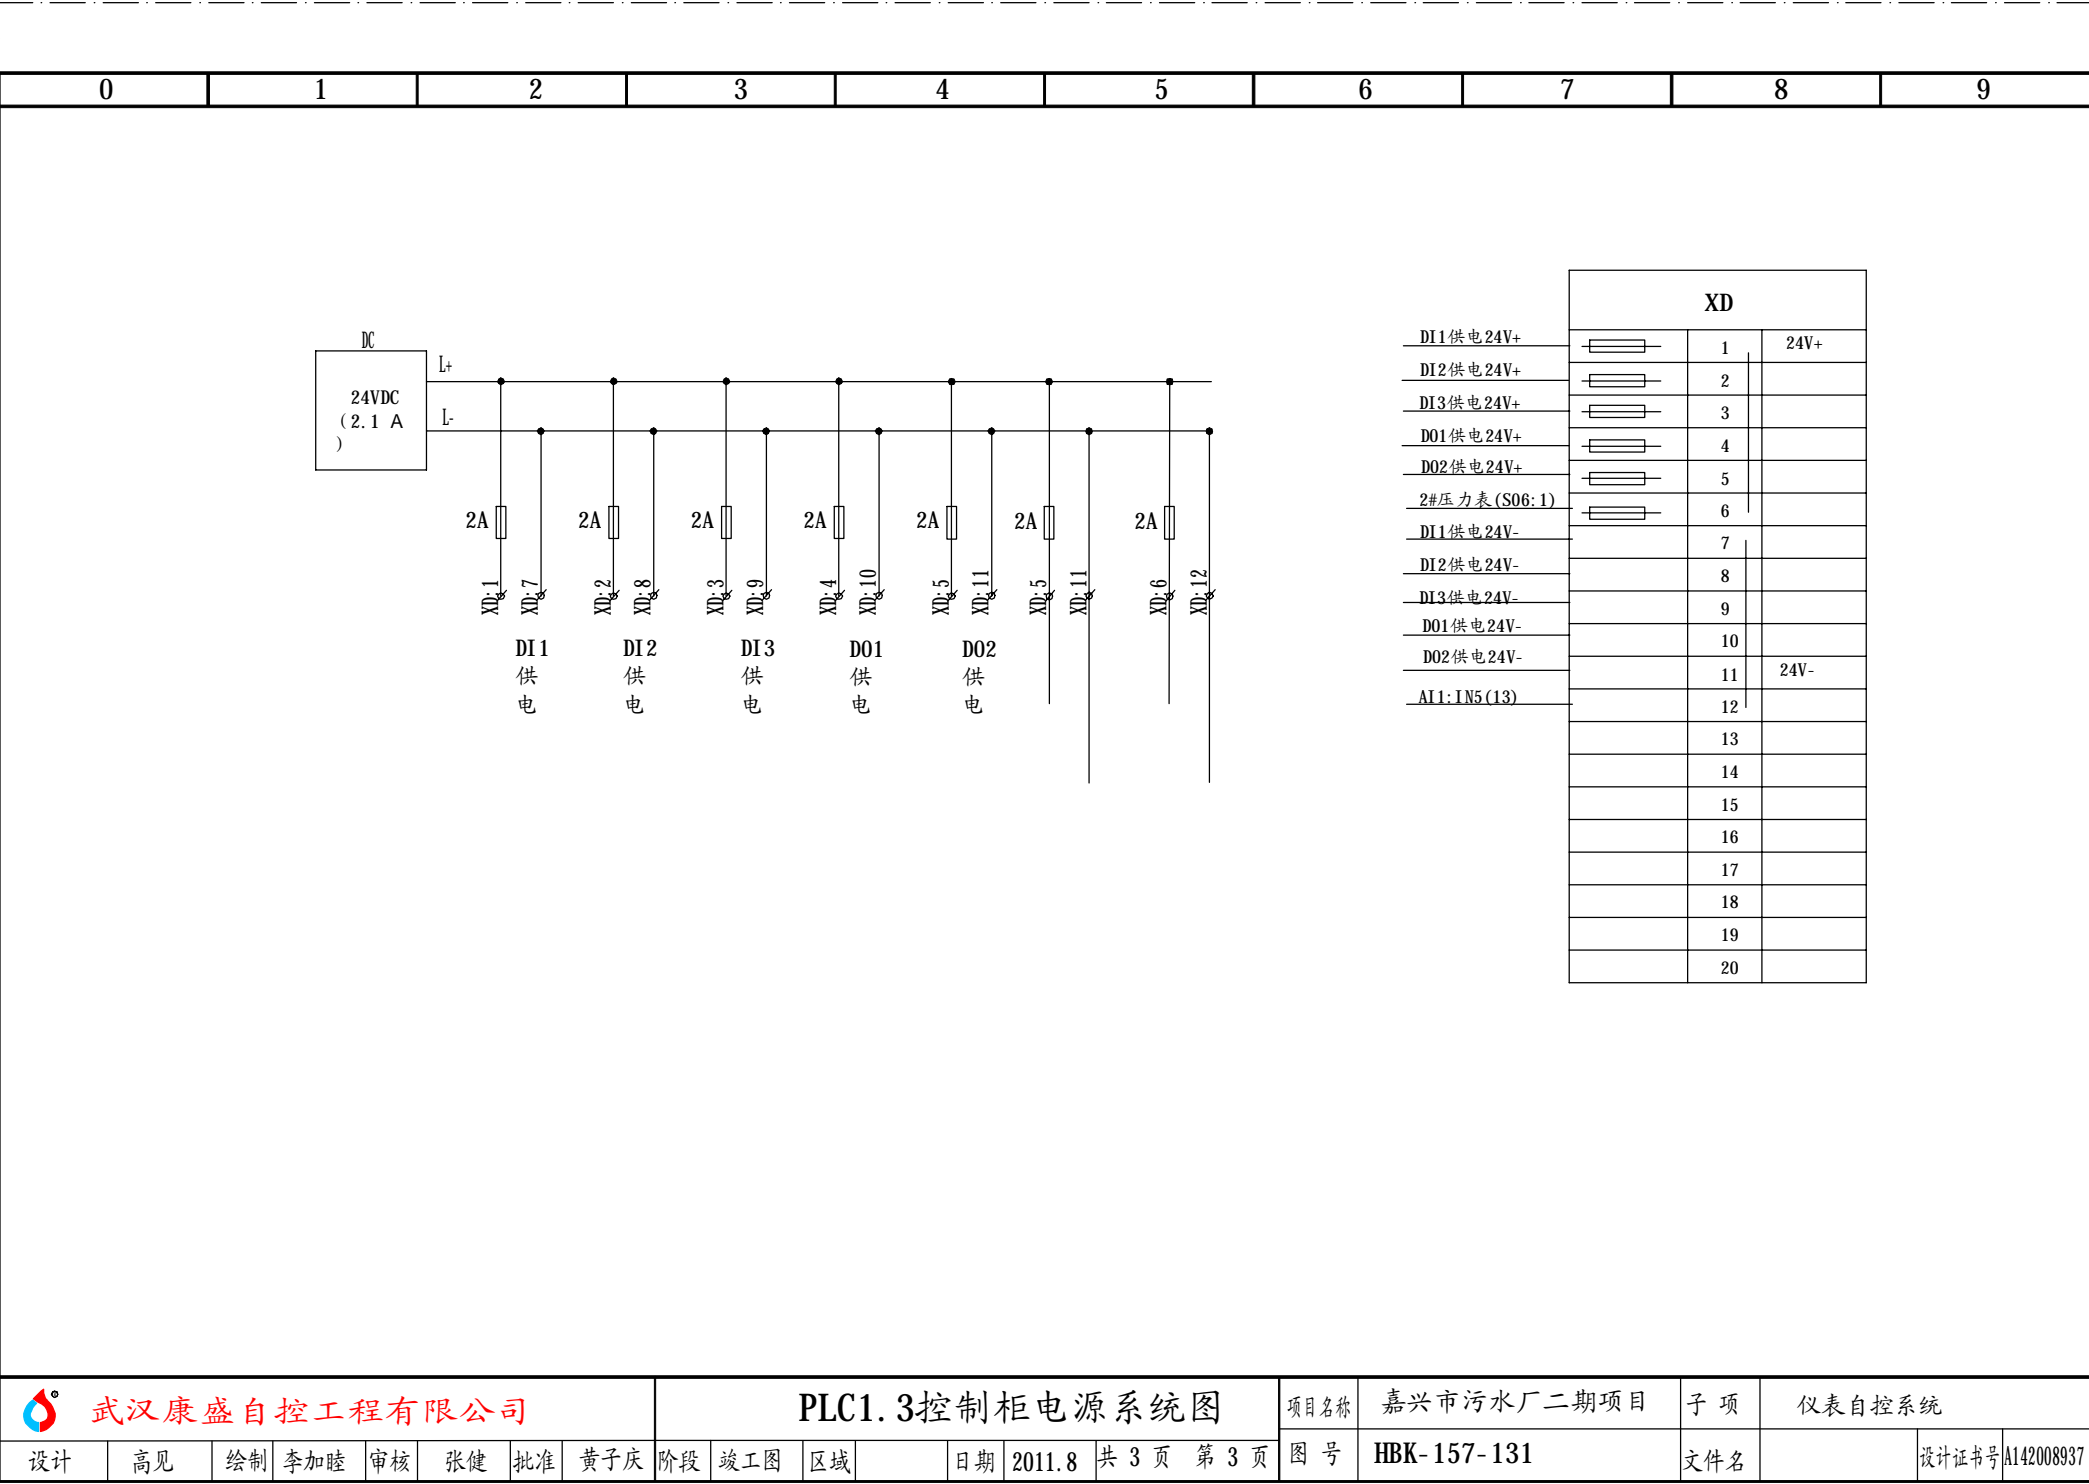 0 1 2 3 4 5 6 7 8 9
DC
L+
24VDC
(2.1 A
)
L-
2A 2A 2A 2A 2A 2A 2A
XD:1 XD:7 XD:2 XD:8 XD:3 XD:9 XD:4 XD:10 XD:5 XD:11 XD:5 XD:11 XD:6 XD:12
DI1 DI2 DI3 DO1 DO2
供 供 供 供 供
电 电 电 电 电
XD
DI1供电24V+ 1 24V+
DI2供电24V+ 2
DI3供电24V+ 3
DO1供电24V+ 4
DO2供电24V+ 5
2#压力表(S06:1) 6
DI1供电24V- 7
DI2供电24V- 8
DI3供电24V- 9
DO1供电24V- 10
DO2供电24V- 11 24V-
AI1:IN5(13) 12
13
14
15
16
17
18
19
20
武汉康盛自控工程有限公司 PLC1.3控制柜电源系统图 项目名称 嘉兴市污水厂二期项目 子 项 仪表自控系统
设计 高见 绘制 李加睦 审核 张健 批准 黄子庆 阶段 竣工图 区域 日期 2011.8 共 3 页 第 3 页 图 号 HBK-157-131 文件名 设计证书号 A142008937